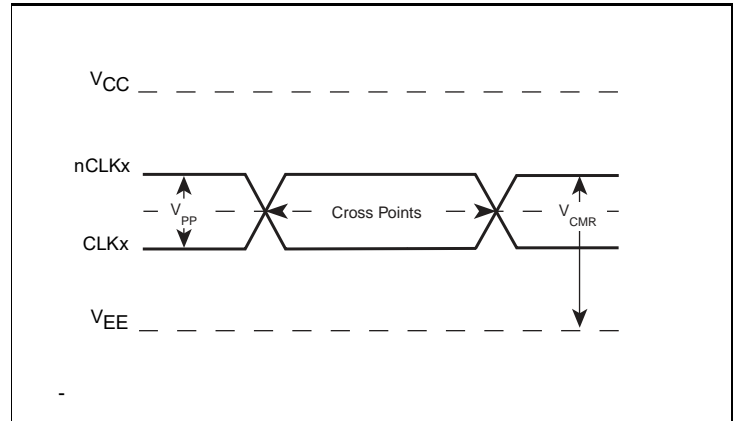 VCC
nCLKx
VPP
Cross Points
VCMR
CLKx
VEE
-